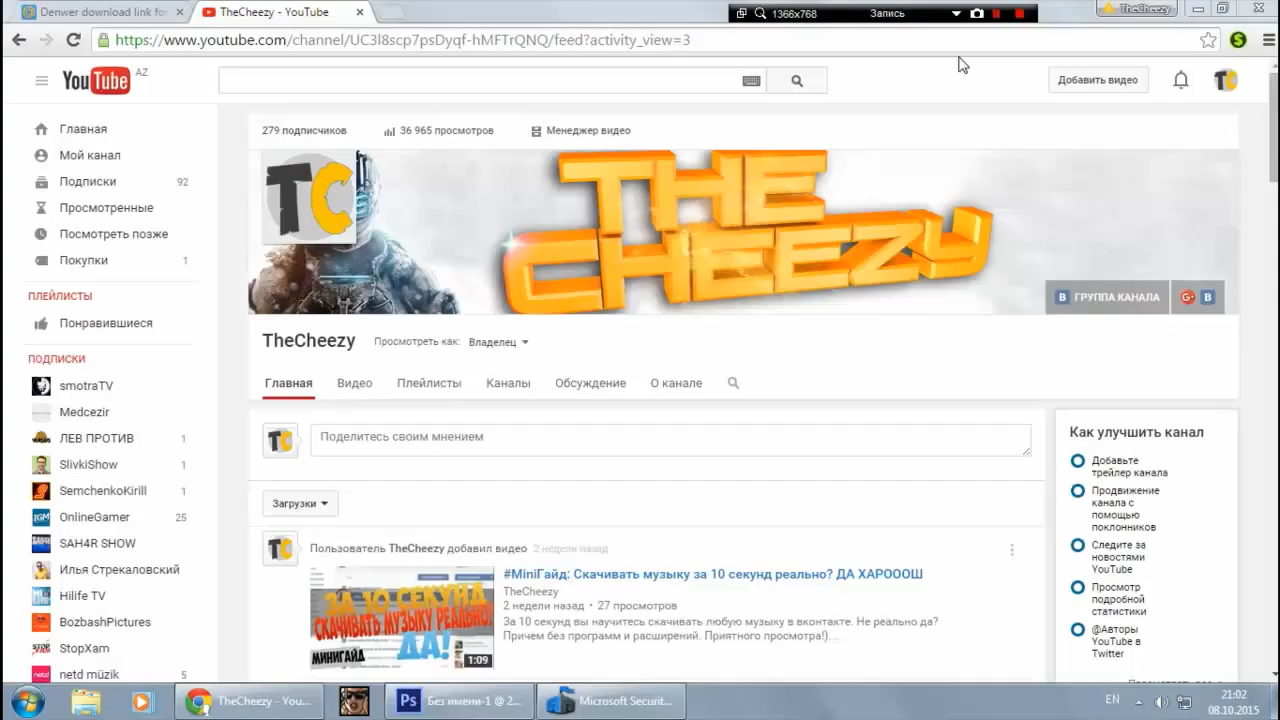 Denwer download link fo
TheCheezy - YouTube
1366x768
Запись
TheCheezy
https://www.youtube.com/channel/UC3I8scp7psDyqf-hMFTrQNQ/feed?activity_view=3
YouTube AZ
Добавить видео
TC
Главная
Мой канал
Подписки 92
Просмотренные
Посмотреть позже
Покупки 1
ПЛЕЙЛИСТЫ
Понравившиеся
ПОДПИСКИ
smotraTV
Medcezir
ЛЕВ ПРОТИВ 1
SlivkiShow 1
SemchenkoKirill 1
OnlineGamer 25
SAH4R SHOW
Илья Стрекаловский
Hilife TV
BozbashPictures
StopXam
netd müzik 1
279 подписчиков
36 965 просмотров
Менеджер видео
TC
THE
CHEEZY
ГРУППА КАНАЛА
TheCheezy
Просмотреть как: Владелец
Главная Видео Плейлисты Каналы Обсуждение О канале
TC
Поделитесь своим мнением
Загрузки
TC
Пользователь TheCheezy добавил видео 2 недели назад
ЗА 10 СЕКУНД
СКАЧИВАТЬ МУЗЫКУ РЕАЛЬНО?
ДА!
МИНИГАЙД
1:09
#MiniГайд: Скачивать музыку за 10 секунд реально? ДА ХАРОООШ
TheCheezy
2 недели назад • 27 просмотров
За 10 секунд вы научитесь скачивать любую музыку в вконтакте. Не реально да?
Причем без программ и расширений. Приятного просмотра!)...
Как улучшить канал
Добавьте
трейлер канала
Продвижение
канала с
помощью
поклонников
Следите за
новостями
YouTube
Просмотр
подробной
статистики
@Авторы
YouTube в
Twitter
TheCheezy - You...
Ps
Без имени-1 @ 2...
Microsoft Securit...
EN
21:02
08.10.2015